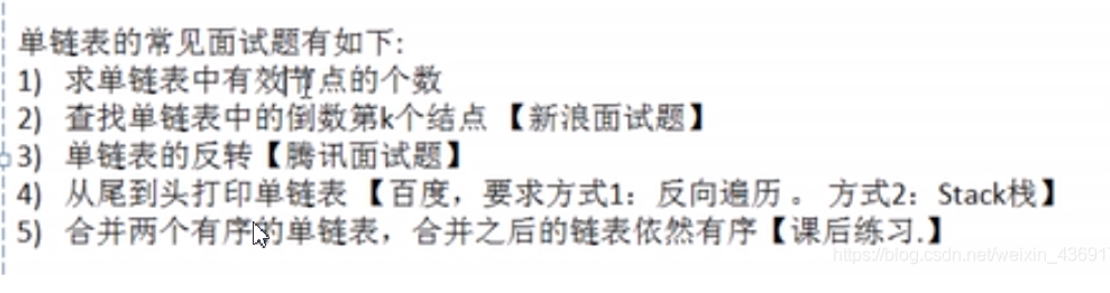 单链表的常见面试题有如下:
1) 求单链表中有效节点的个数
2) 查找单链表中的倒数第k个结点 【新浪面试题】
3) 单链表的反转【腾讯面试题】
4) 从尾到头打印单链表 【百度，要求方式1：反向遍历 。 方式2：Stack栈】
5) 合并两个有序的单链表，合并之后的链表依然有序【课后练习.】
https://blog.csdn.net/weixin_43691